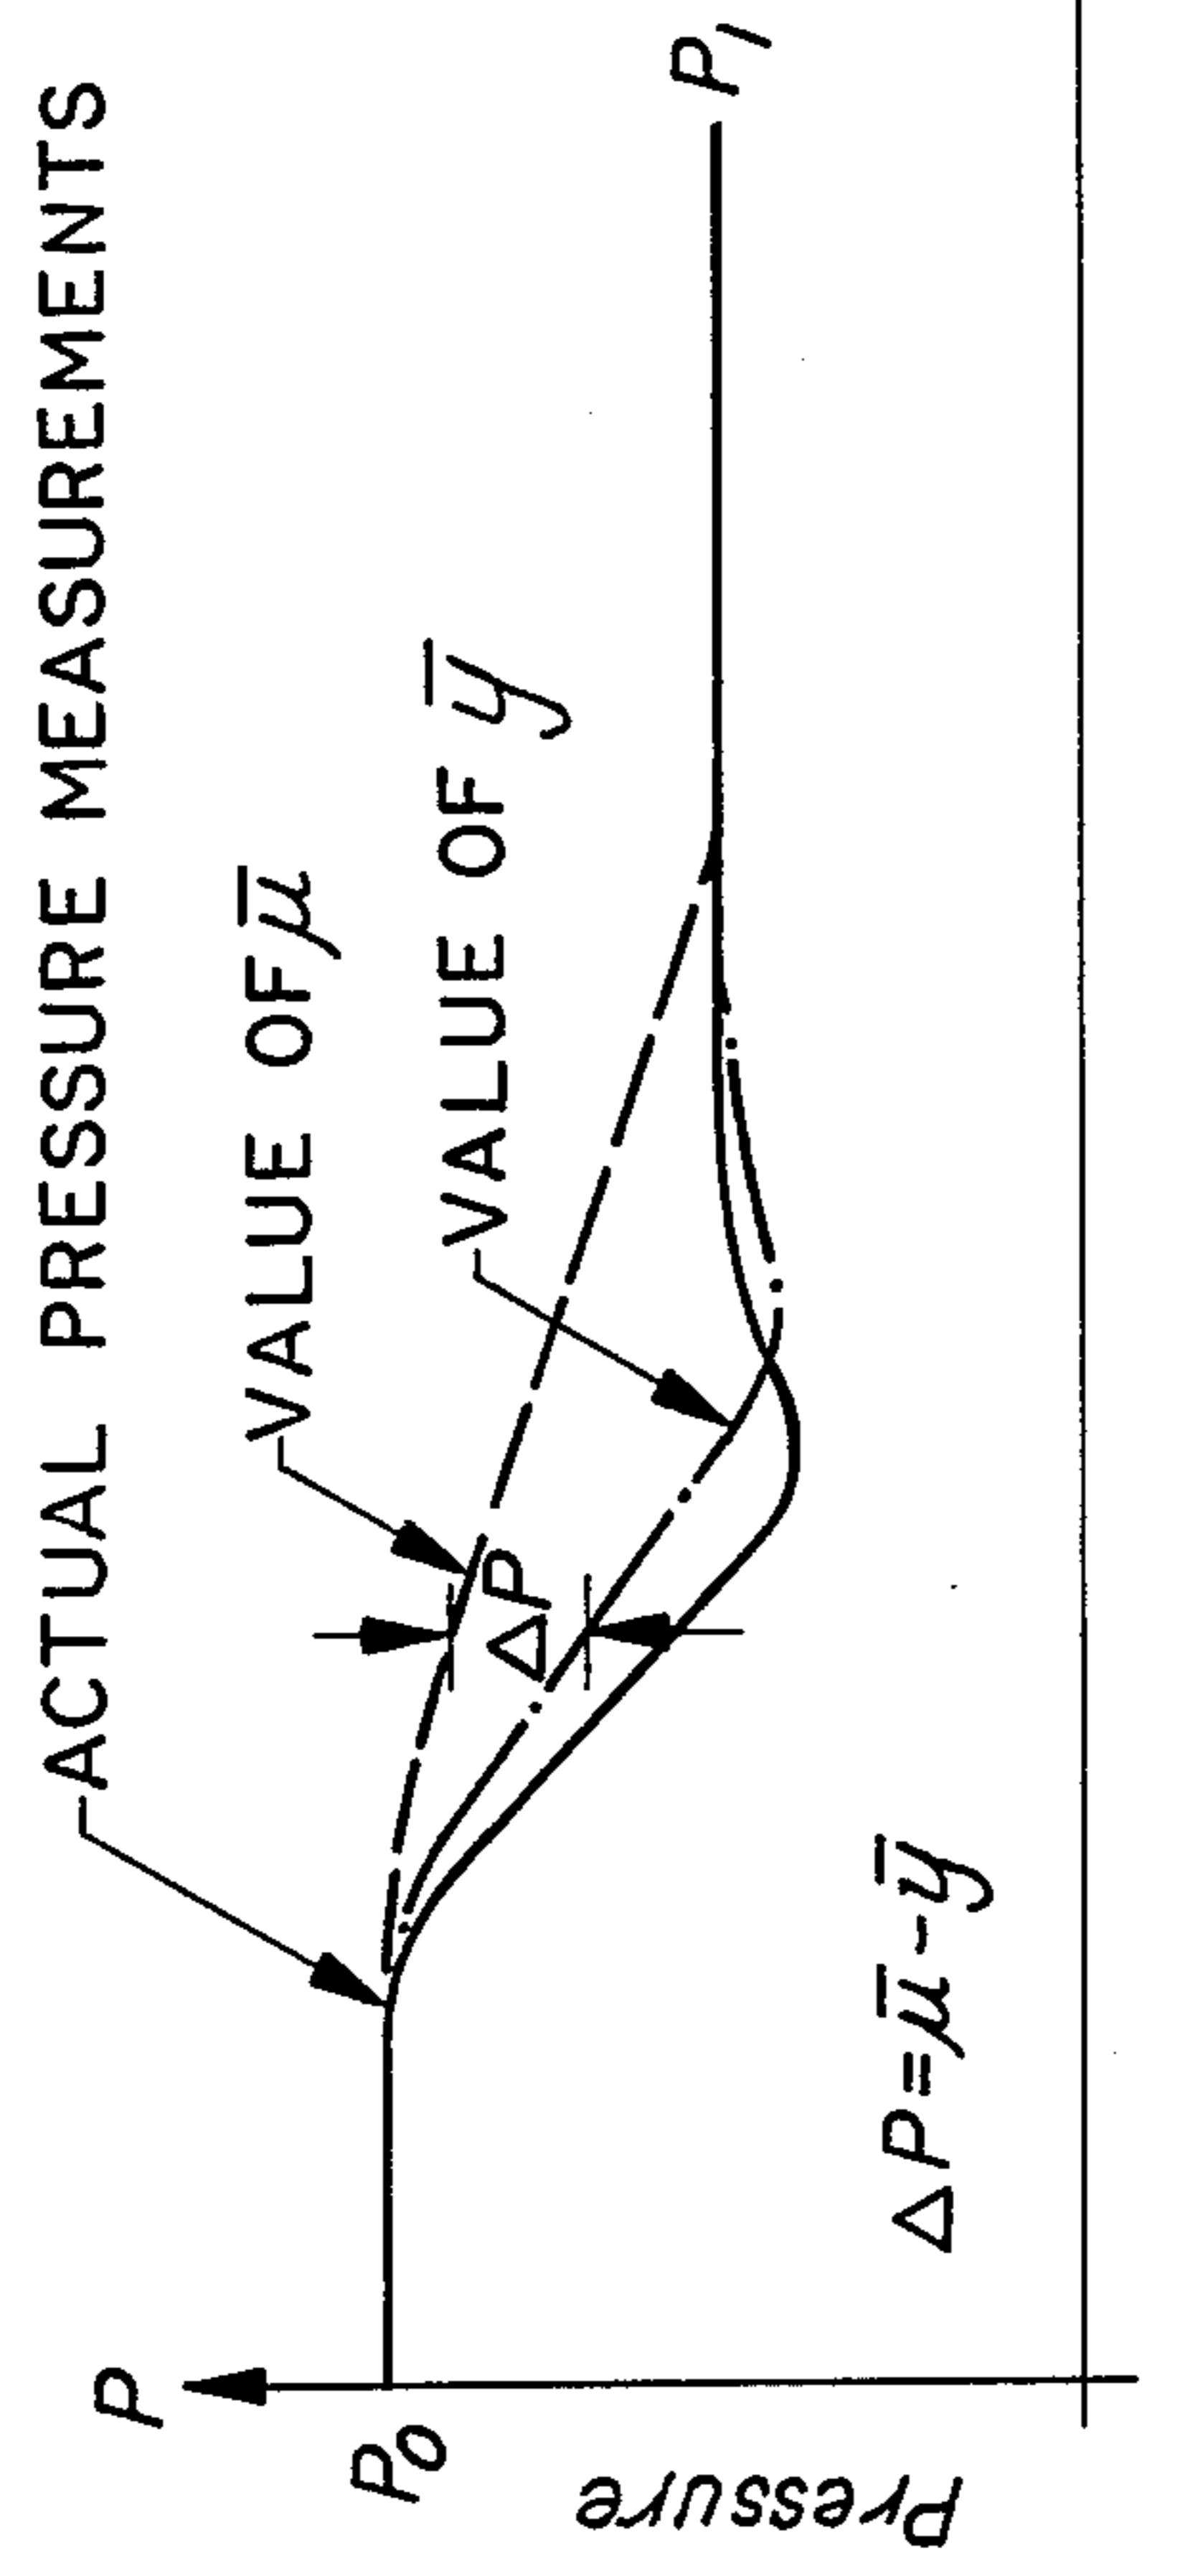 ACTUAL PRESSURE MEASUREMENTS
P
VALUE OF μ̅
P₀
VALUE OF y̅
ΔP
P₁
Pressure
ΔP=μ̅-y̅